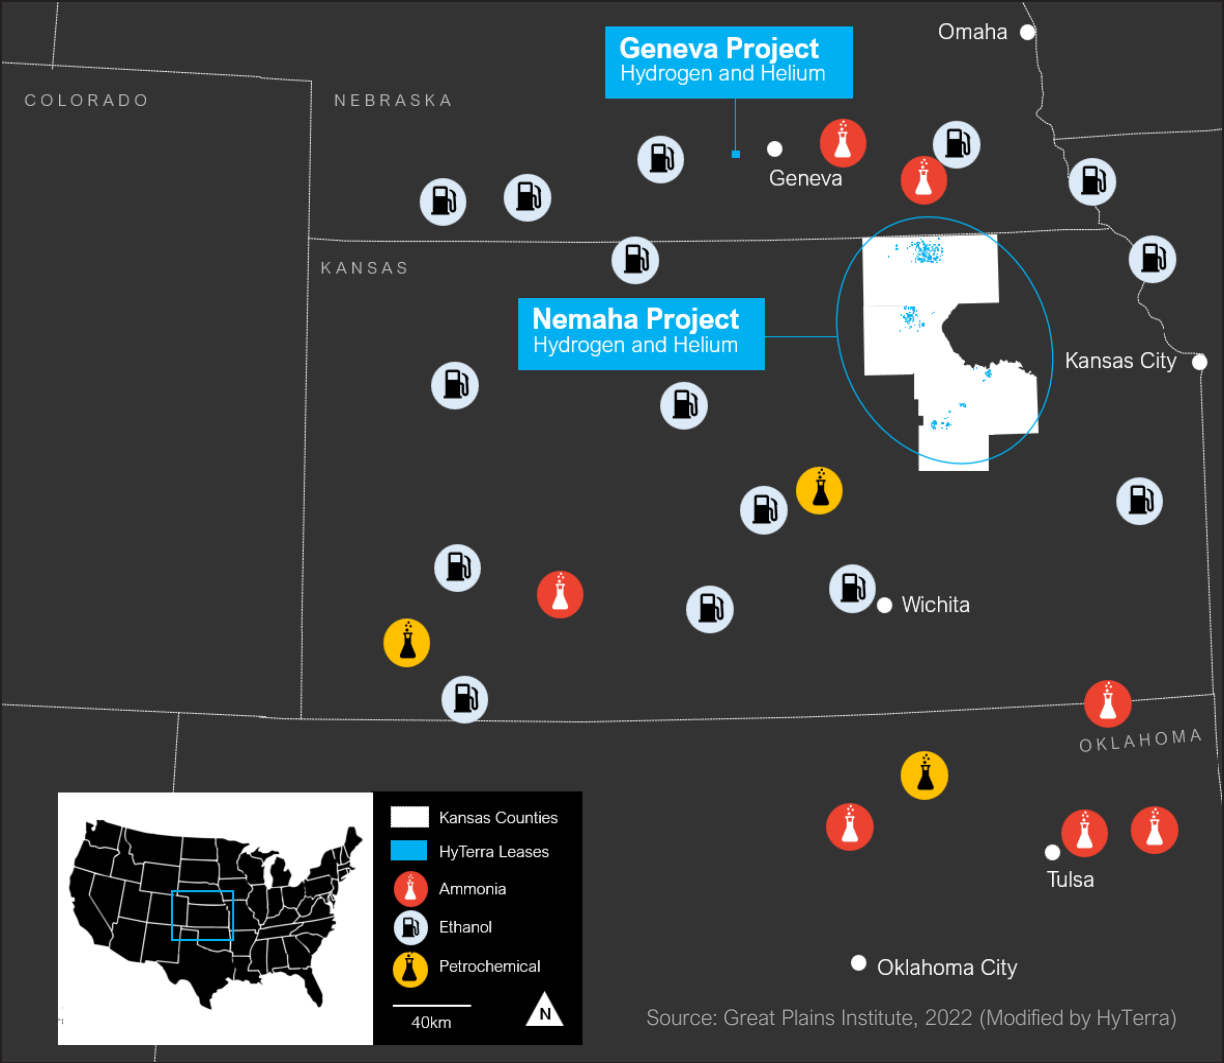 Omaha
Geneva Project
Hydrogen and Helium
COLORADO
NEBRASKA
Geneva
KANSAS
Nemaha Project
Hydrogen and Helium
Kansas City
Wichita
OKLAHOMA
Kansas Counties
HyTerra Leases
Ammonia
Ethanol
Petrochemical
40km
N
Tulsa
Oklahoma City
Source: Great Plains Institute, 2022 (Modified by HyTerra)